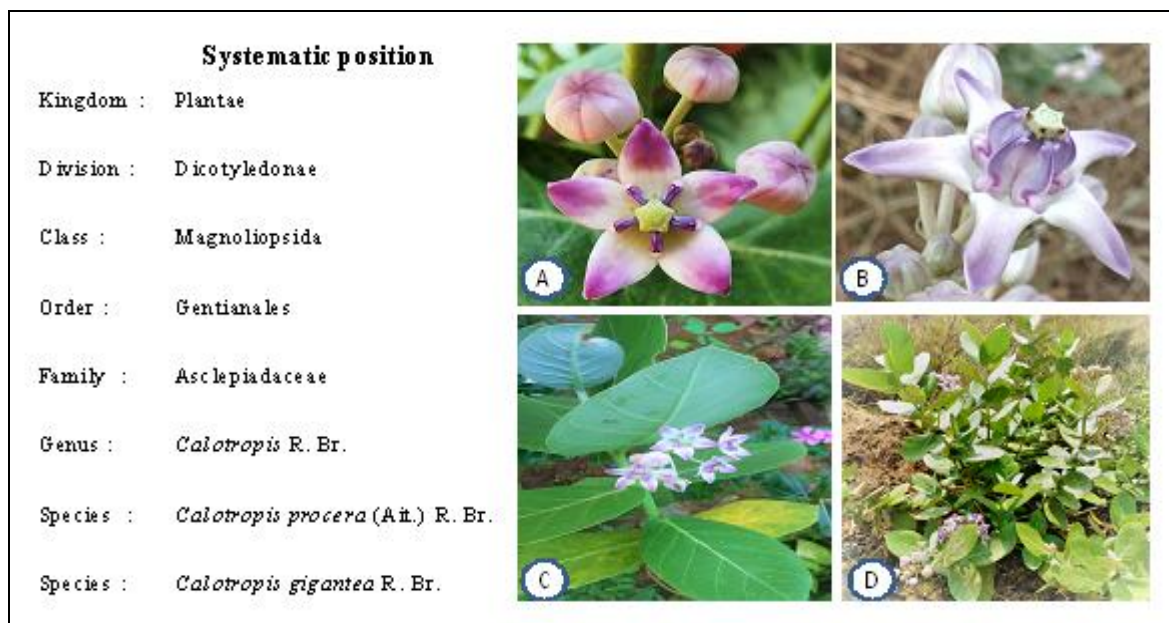 Systematic position
Kingdom : Plantae
Division : Dicotyledonae
Class : Magnoliopsida
Order : Gentianales
Family : Asclepiadaceae
Genus : Calotropis R. Br.
Species : Calotropis procera (Ait.) R. Br.
Species : Calotropis gigantea R. Br.
A
B
C
D